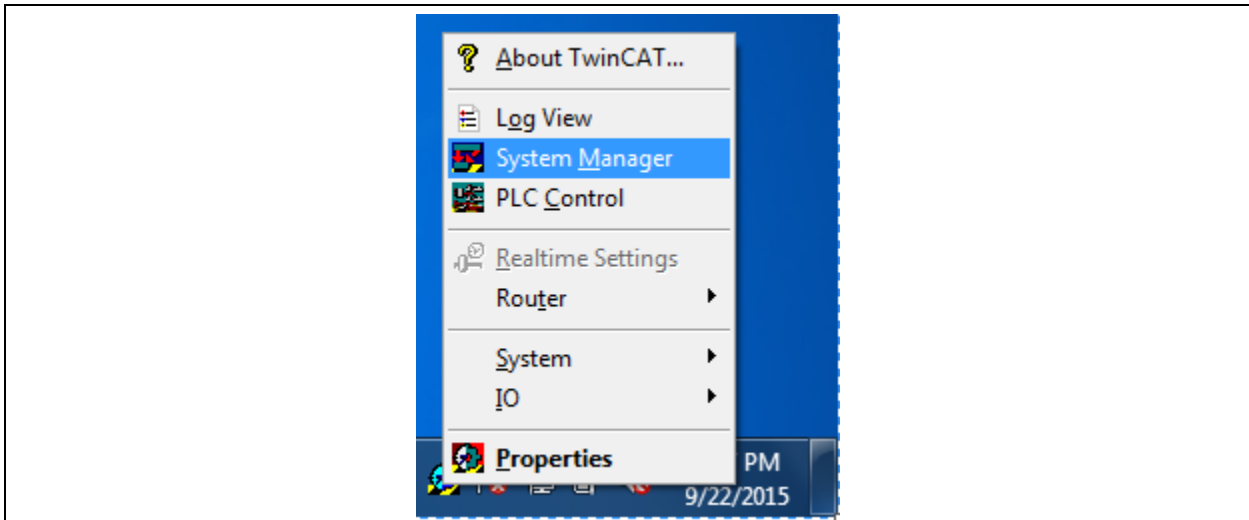 About TwinCAT...
Log View
System Manager
PLC Control
Realtime Settings
Router
System
IO
Properties
PM
9/22/2015